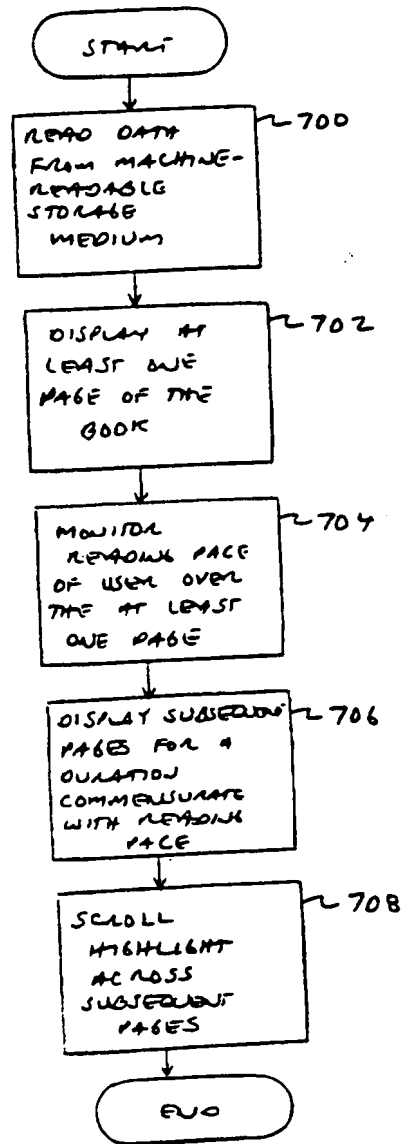 START
700
READ DATA
FROM MACHINE-
READABLE
STORAGE
MEDIUM
702
DISPLAY AT
LEAST ONE
PAGE OF THE
BOOK
704
MONITOR
READING PACE
OF USER OVER
THE AT LEAST
ONE PAGE
706
DISPLAY SUBSEQUENT
PAGES FOR A
DURATION
COMMENSURATE
WITH READING
PACE
708
SCROLL
HIGHLIGHT
ACROSS
SUBSEQUENT
PAGES
END